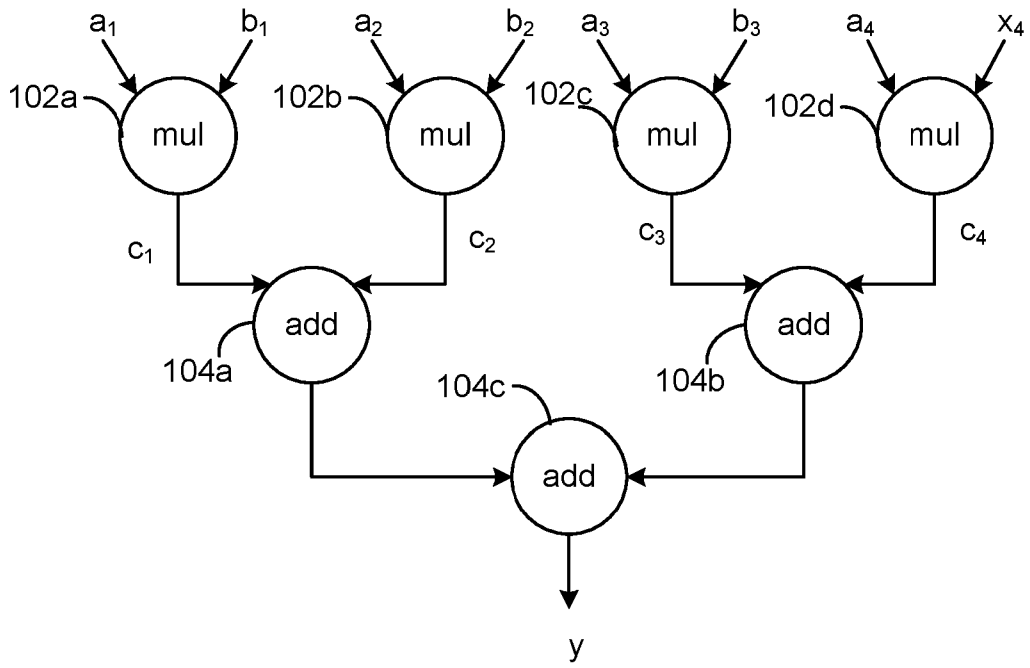 a₁ b₁ a₂ b₂ a₃ b₃ a₄ x₄
102a mul 102b mul 102c mul 102d mul
c₁ c₂ c₃ c₄
add add
104a 104b
104c
add
y